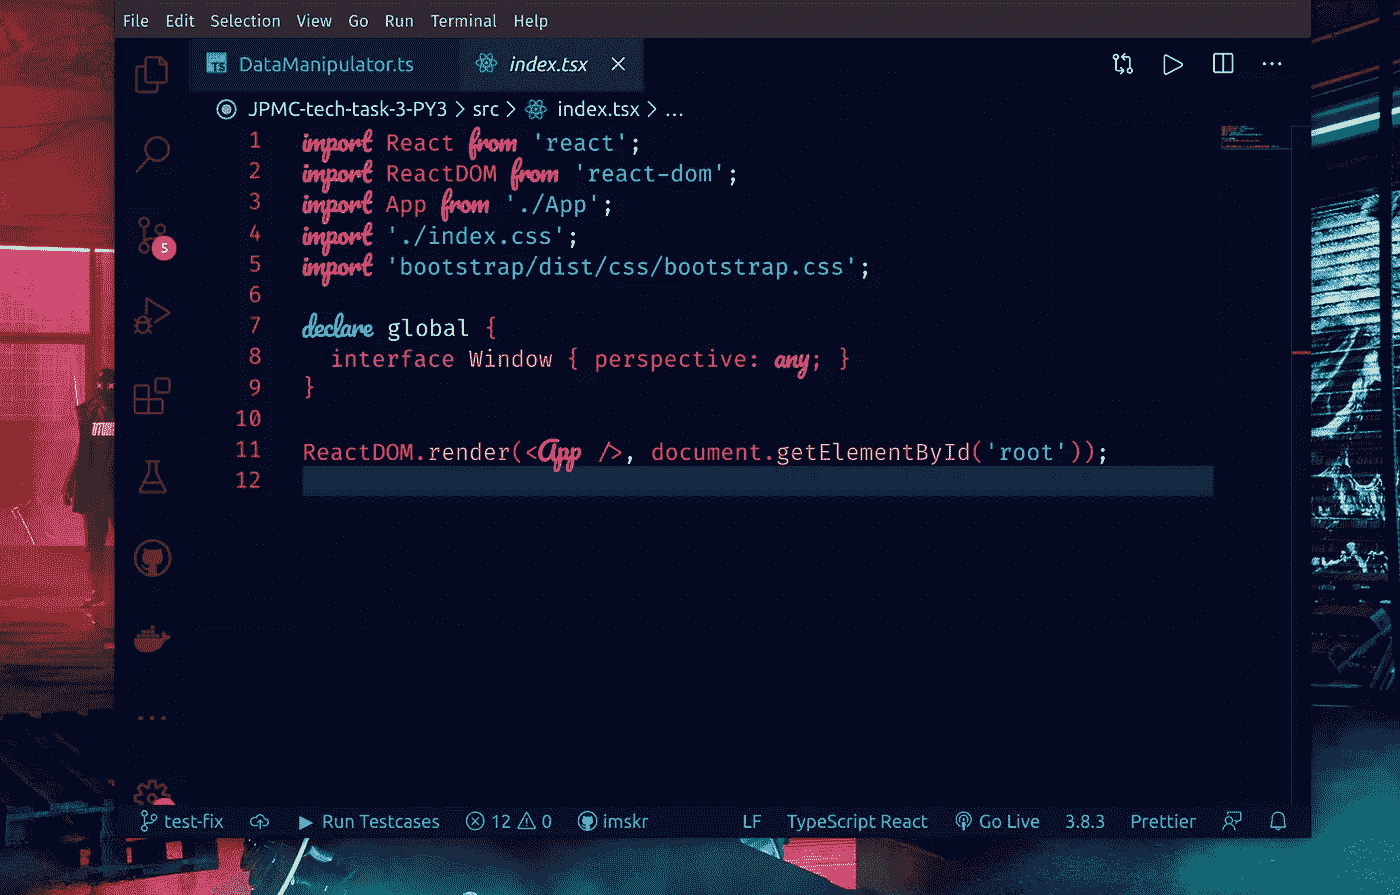 File Edit Selection View Go Run Terminal Help
TS DataManipulator.ts index.tsx
JPMC-tech-task-3-PY3 > src > index.tsx > ...
1 import React from 'react';
2 import ReactDOM from 'react-dom';
3 import App from './App';
4 import './index.css';
5 import 'bootstrap/dist/css/bootstrap.css';
6
7 declare global {
8 interface Window { perspective: any; }
9 }
10
11 ReactDOM.render(<App />, document.getElementById('root'));
12
5
test-fix Run Testcases 12 0 imskr LF TypeScript React Go Live 3.8.3 Prettier